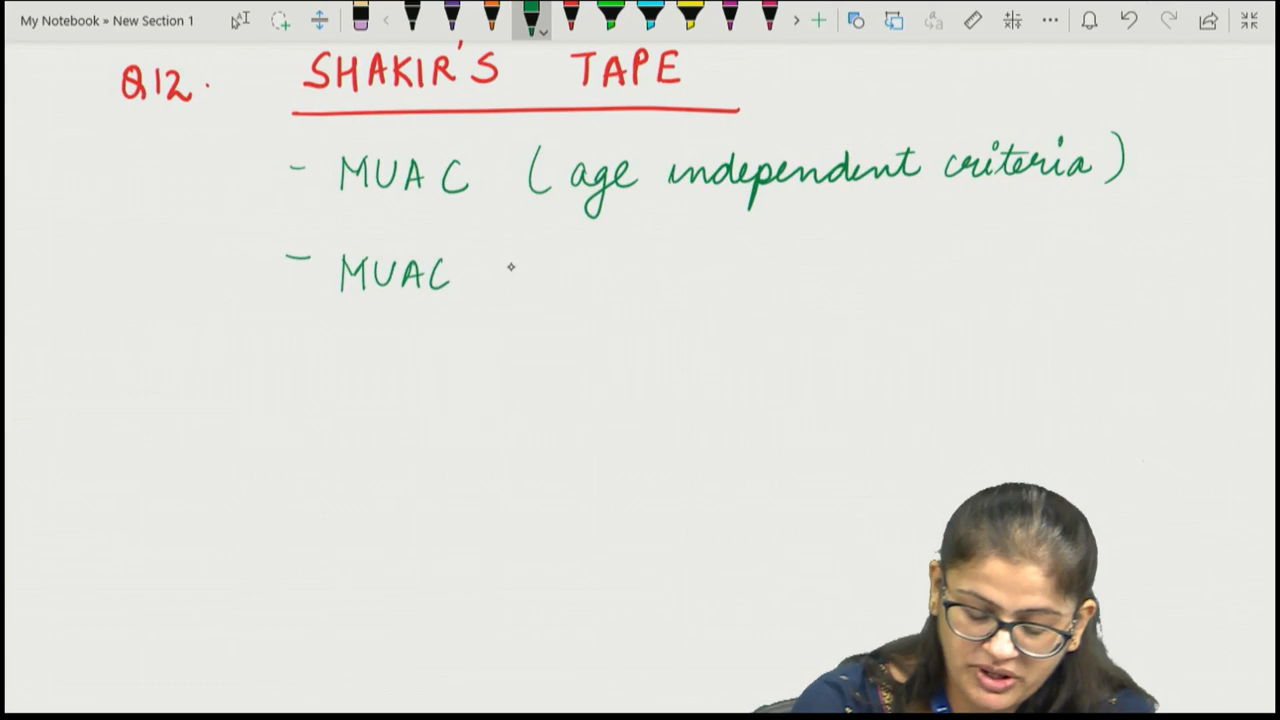 My Notebook » New Section 1
Q12. SHAKIR'S TAPE
- MUAC (age independent criteria)
- MUAC